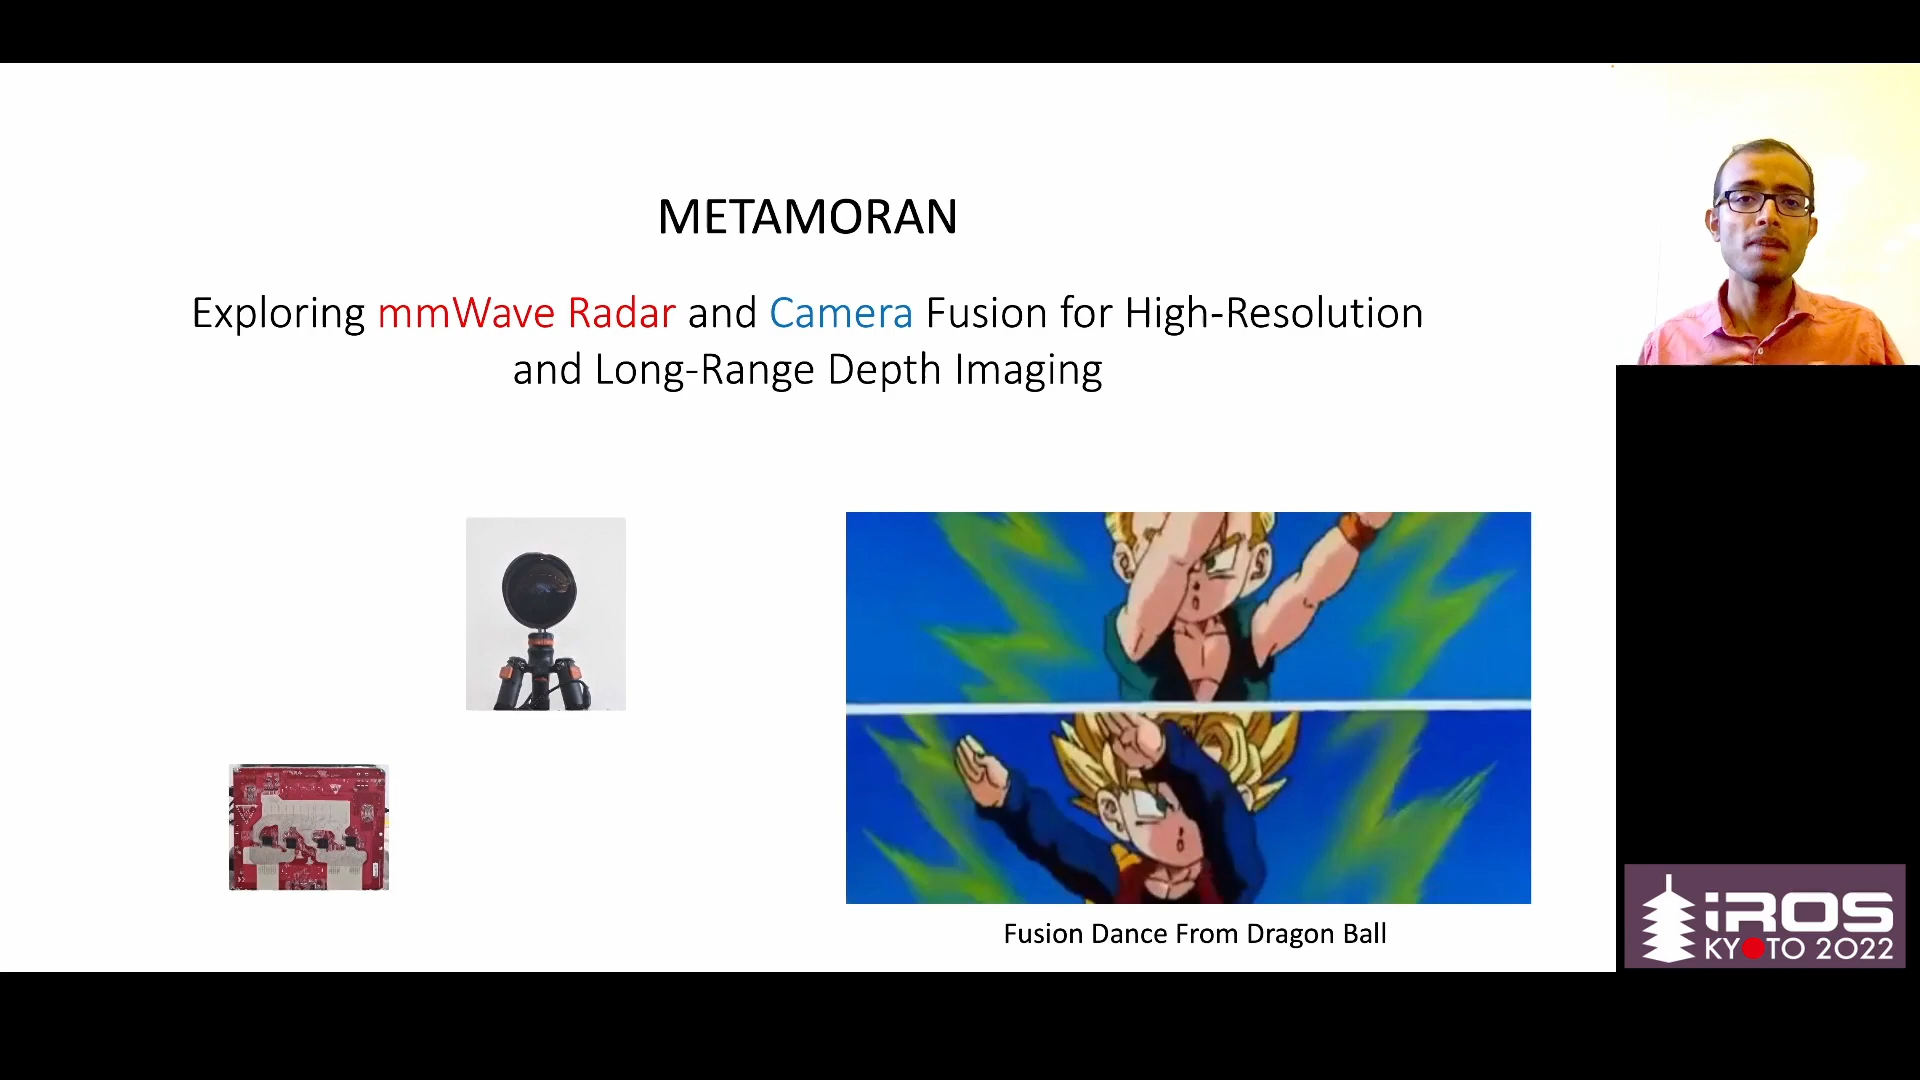 METAMORAN
Exploring mmWave Radar and Camera Fusion for High-Resolution
and Long-Range Depth Imaging
Fusion Dance From Dragon Ball
iROS
KYOTO 2022